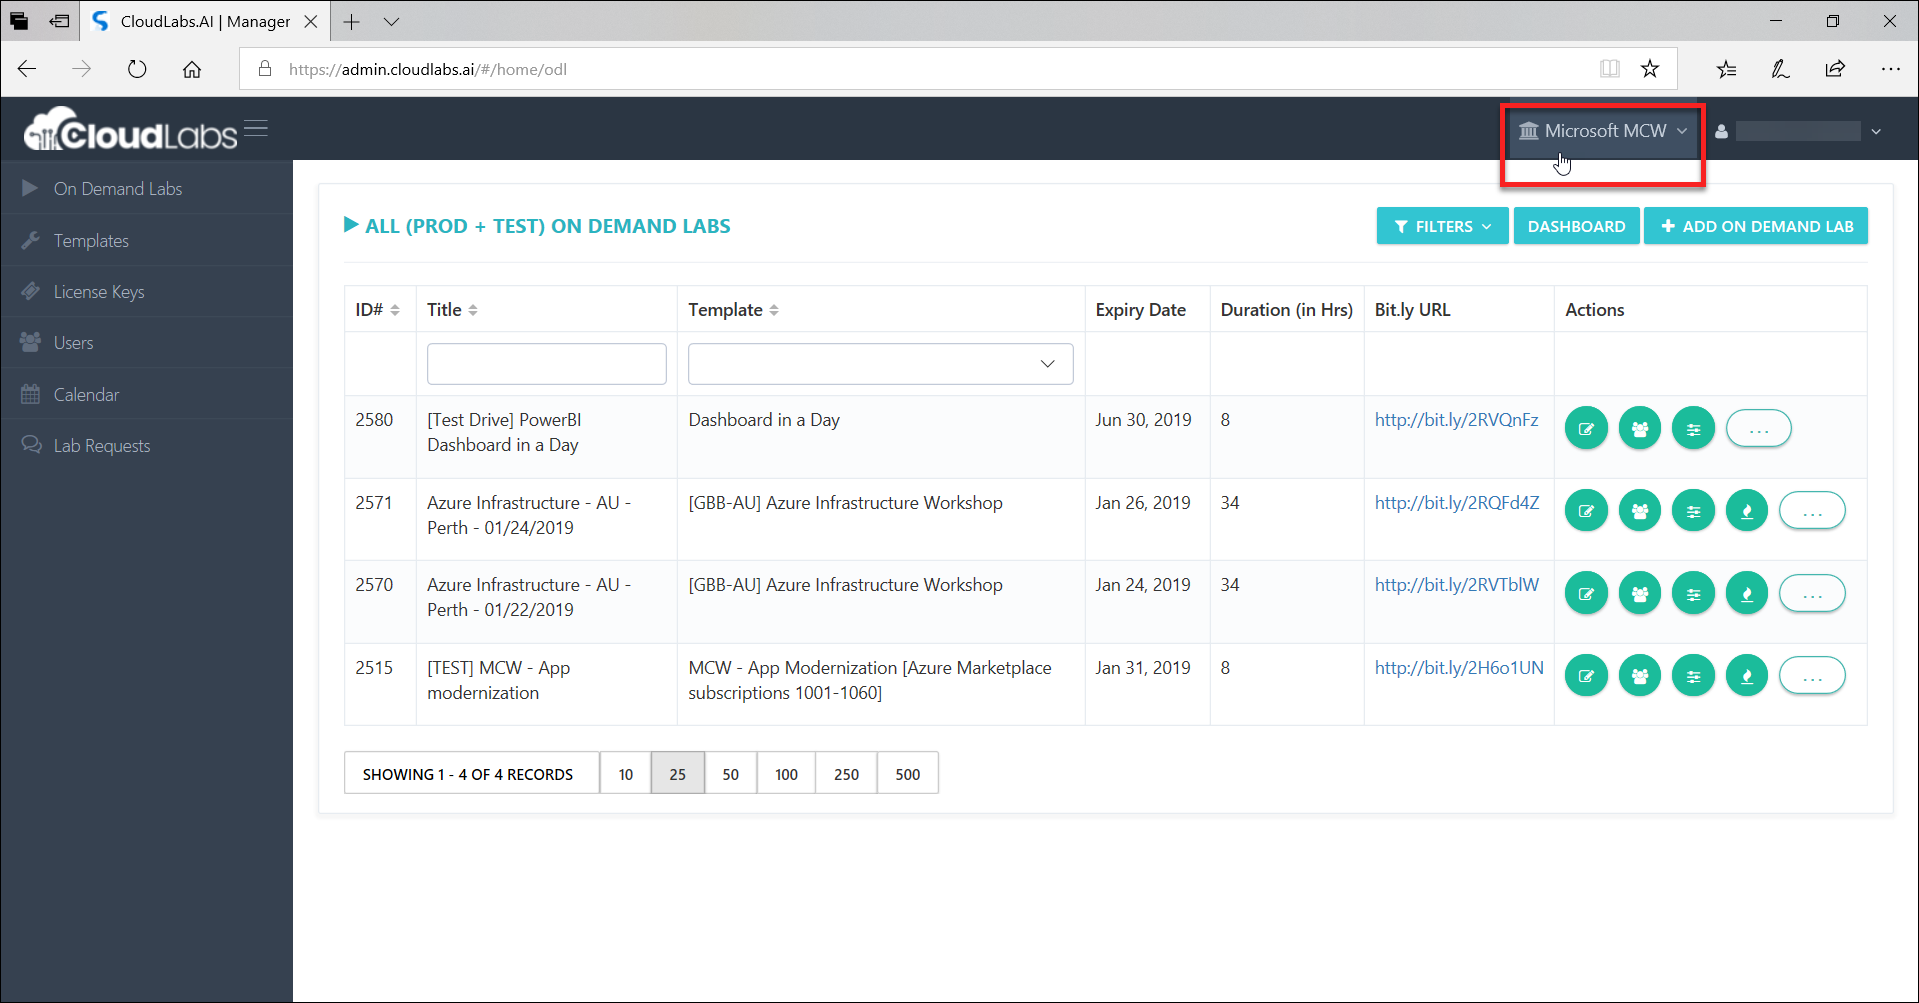 CloudLabs.AI | Manager
https://admin.cloudlabs.ai/#/home/odl
CloudLabs
Microsoft MCW
On Demand Labs
Templates
License Keys
Users
Calendar
Lab Requests
ALL (PROD + TEST) ON DEMAND LABS
FILTERS
DASHBOARD
+ ADD ON DEMAND LAB
ID# Title Template Expiry Date Duration (in Hrs) Bit.ly URL Actions
2580 [Test Drive] PowerBI Dashboard in a Day Jun 30, 2019 8 http://bit.ly/2RVQnFz ...
Dashboard in a Day
2571 Azure Infrastructure - AU - [GBB-AU] Azure Infrastructure Workshop Jan 26, 2019 34 http://bit.ly/2RQFd4Z ...
Perth - 01/24/2019
2570 Azure Infrastructure - AU - [GBB-AU] Azure Infrastructure Workshop Jan 24, 2019 34 http://bit.ly/2RVTblW ...
Perth - 01/22/2019
2515 [TEST] MCW - App MCW - App Modernization [Azure Marketplace Jan 31, 2019 8 http://bit.ly/2H6o1UN ...
modernization subscriptions 1001-1060]
SHOWING 1 - 4 OF 4 RECORDS 10 25 50 100 250 500